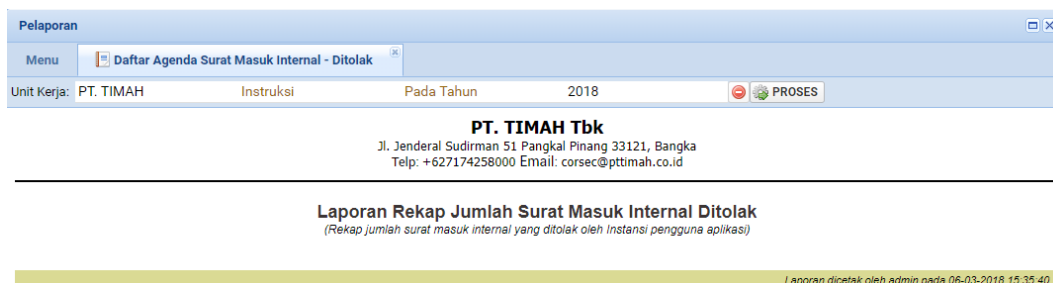 Pelaporan
Menu Daftar Agenda Surat Masuk Internal - Ditolak
Unit Kerja: PT. TIMAH Instruksi Pada Tahun 2018 PROSES
PT. TIMAH Tbk
Jl. Jenderal Sudirman 51 Pangkal Pinang 33121, Bangka
Telp: +627174258000 Email: corsec@pttimah.co.id
Laporan Rekap Jumlah Surat Masuk Internal Ditolak
(Rekap jumlah surat masuk internal yang ditolak oleh Instansi pengguna aplikasi)
Laporan dicetak oleh admin pada 06-03-2018 15:35:40